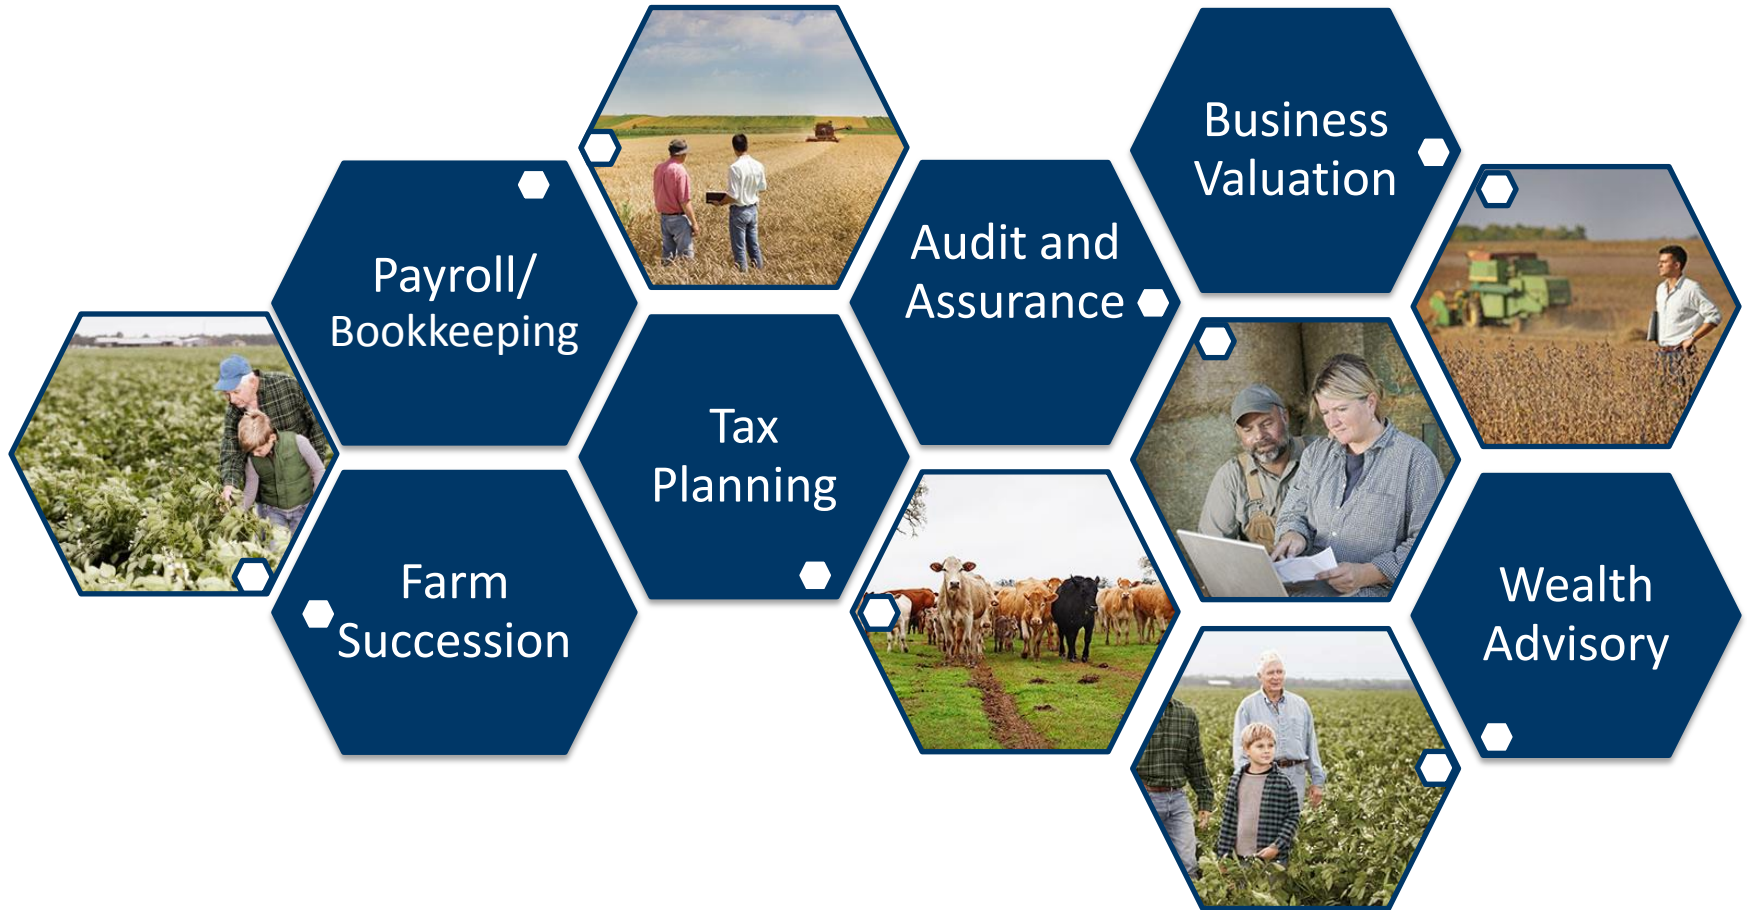 Payroll/
Bookkeeping
Farm
Succession
Tax
Planning
Audit and
Assurance
Business
Valuation
Wealth
Advisory